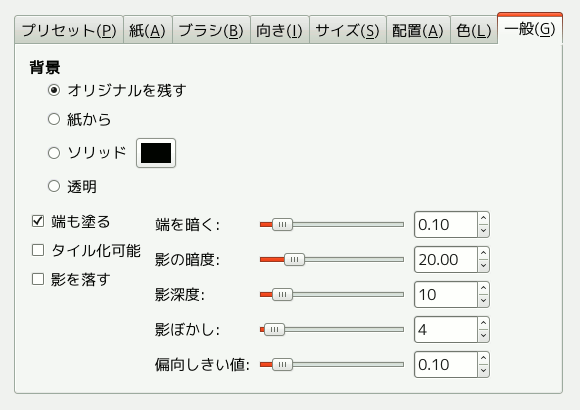 プリセット(P) 紙(A) ブラシ(B) 向き(I) サイズ(S) 配置(A) 色(L) 一般(G)
背景
オリジナルを残す
紙から
ソリッド
透明
端も塗る
タイル化可能
影を落す
端を暗く: 0.10
影の暗度: 20.00
影深度: 10
影ぼかし: 4
偏向しきい値: 0.10